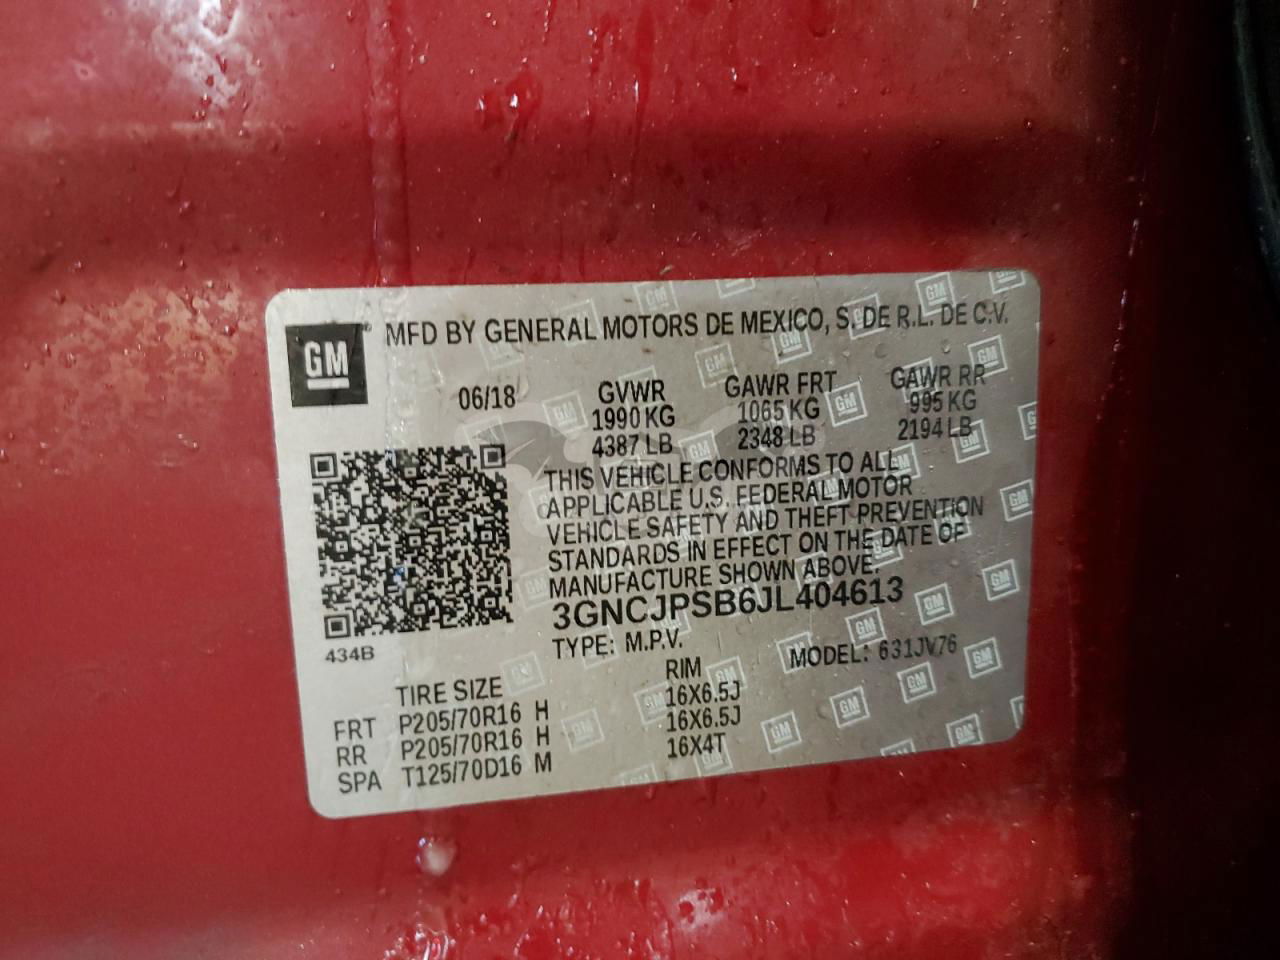 GM
MFD BY GENERAL MOTORS DE MEXICO, S. DE R.L. DE C.V.
06/18 GVWR GAWR FRT GAWR RR
1990 KG 1065 KG 995 KG
4387 LB 2348 LB 2194 LB
THIS VEHICLE CONFORMS TO ALL
APPLICABLE U.S. FEDERAL MOTOR
VEHICLE SAFETY AND THEFT PREVENTION
STANDARDS IN EFFECT ON THE DATE OF
MANUFACTURE SHOWN ABOVE.
3GNCJPSB6JL404613
434B TYPE: M.P.V. MODEL: 631JV76
TIRE SIZE RIM
FRT P205/70R16 H 16X6.5J
RR P205/70R16 H 16X6.5J
SPA T125/70D16 M 16X4T